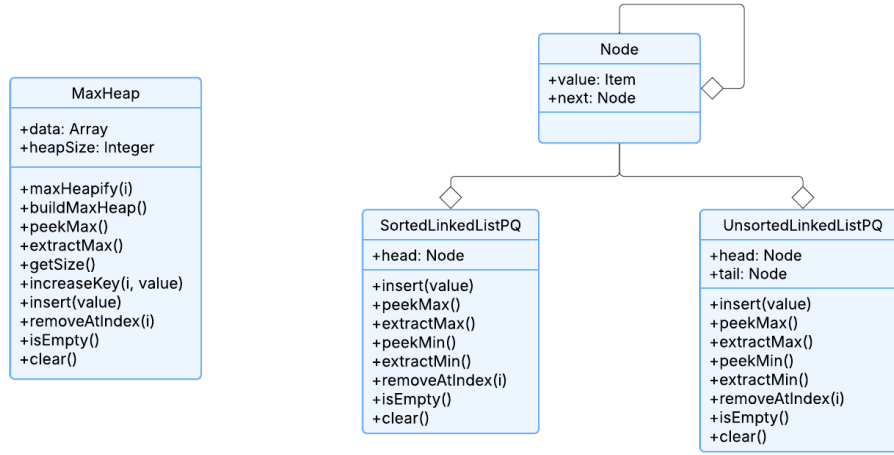 MaxHeap
+data: Array
+heapSize: Integer
+maxHeapify(i)
+buildMaxHeap()
+peekMax()
+extractMax()
+getSize()
+increaseKey(i, value)
+insert(value)
+removeAtIndex(i)
+isEmpty()
+clear()
Node
+value: Item
+next: Node
SortedLinkedListPQ
+head: Node
+insert(value)
+peekMax()
+extractMax()
+peekMin()
+extractMin()
+removeAtIndex(i)
+isEmpty()
+clear()
UnsortedLinkedListPQ
+head: Node
+tail: Node
+insert(value)
+peekMax()
+extractMax()
+peekMin()
+extractMin()
+removeAtIndex(i)
+isEmpty()
+clear()